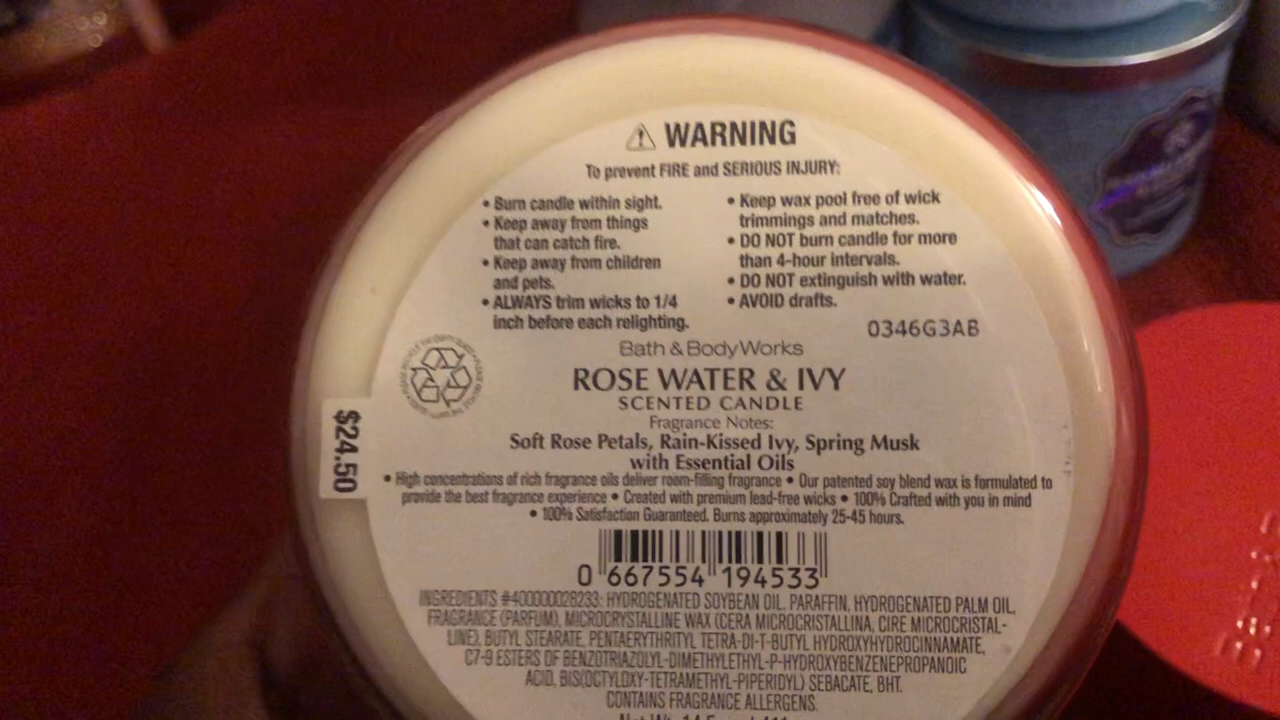 WARNING
To prevent FIRE and SERIOUS INJURY:
• Burn candle within sight.
• Keep away from things
that can catch fire.
• Keep away from children
and pets.
• ALWAYS trim wicks to 1/4
inch before each relighting.
• Keep wax pool free of wick
trimmings and matches.
• DO NOT burn candle for more
than 4-hour intervals.
• DO NOT extinguish with water.
• AVOID drafts.
0346G3AB
Bath & Body Works
ROSE WATER & IVY
SCENTED CANDLE
Fragrance Notes:
Soft Rose Petals, Rain-Kissed Ivy, Spring Musk
with Essential Oils
• High concentrations of rich fragrance oils deliver room-filling fragrance • Our patented soy blend wax is formulated to
provide the best fragrance experience • Created with premium lead-free wicks • 100% Crafted with you in mind
• 100% Satisfaction Guaranteed. Burns approximately 25-45 hours.
$24.50
0 667554 194533
INGREDIENTS #400000028233: HYDROGENATED SOYBEAN OIL, PARAFFIN, HYDROGENATED PALM OIL,
FRAGRANCE (PARFUM), MICROCRYSTALLINE WAX (CERA MICROCRISTALLINA, CIRE MICROCRISTAL-
LINE), BUTYL STEARATE, PENTAERYTHRITYL TETRA-DI-T-BUTYL HYDROXYHYDROCINNAMATE,
C7-9 ESTERS OF BENZOTRIAZOLYL-DIMETHYLETHYL-P-HYDROXYBENZENEPROPANOIC
ACID, BIS(OCTYLOXY-TETRAMETHYL-PIPERIDYL) SEBACATE, BHT.
CONTAINS FRAGRANCE ALLERGENS.
Net Wt